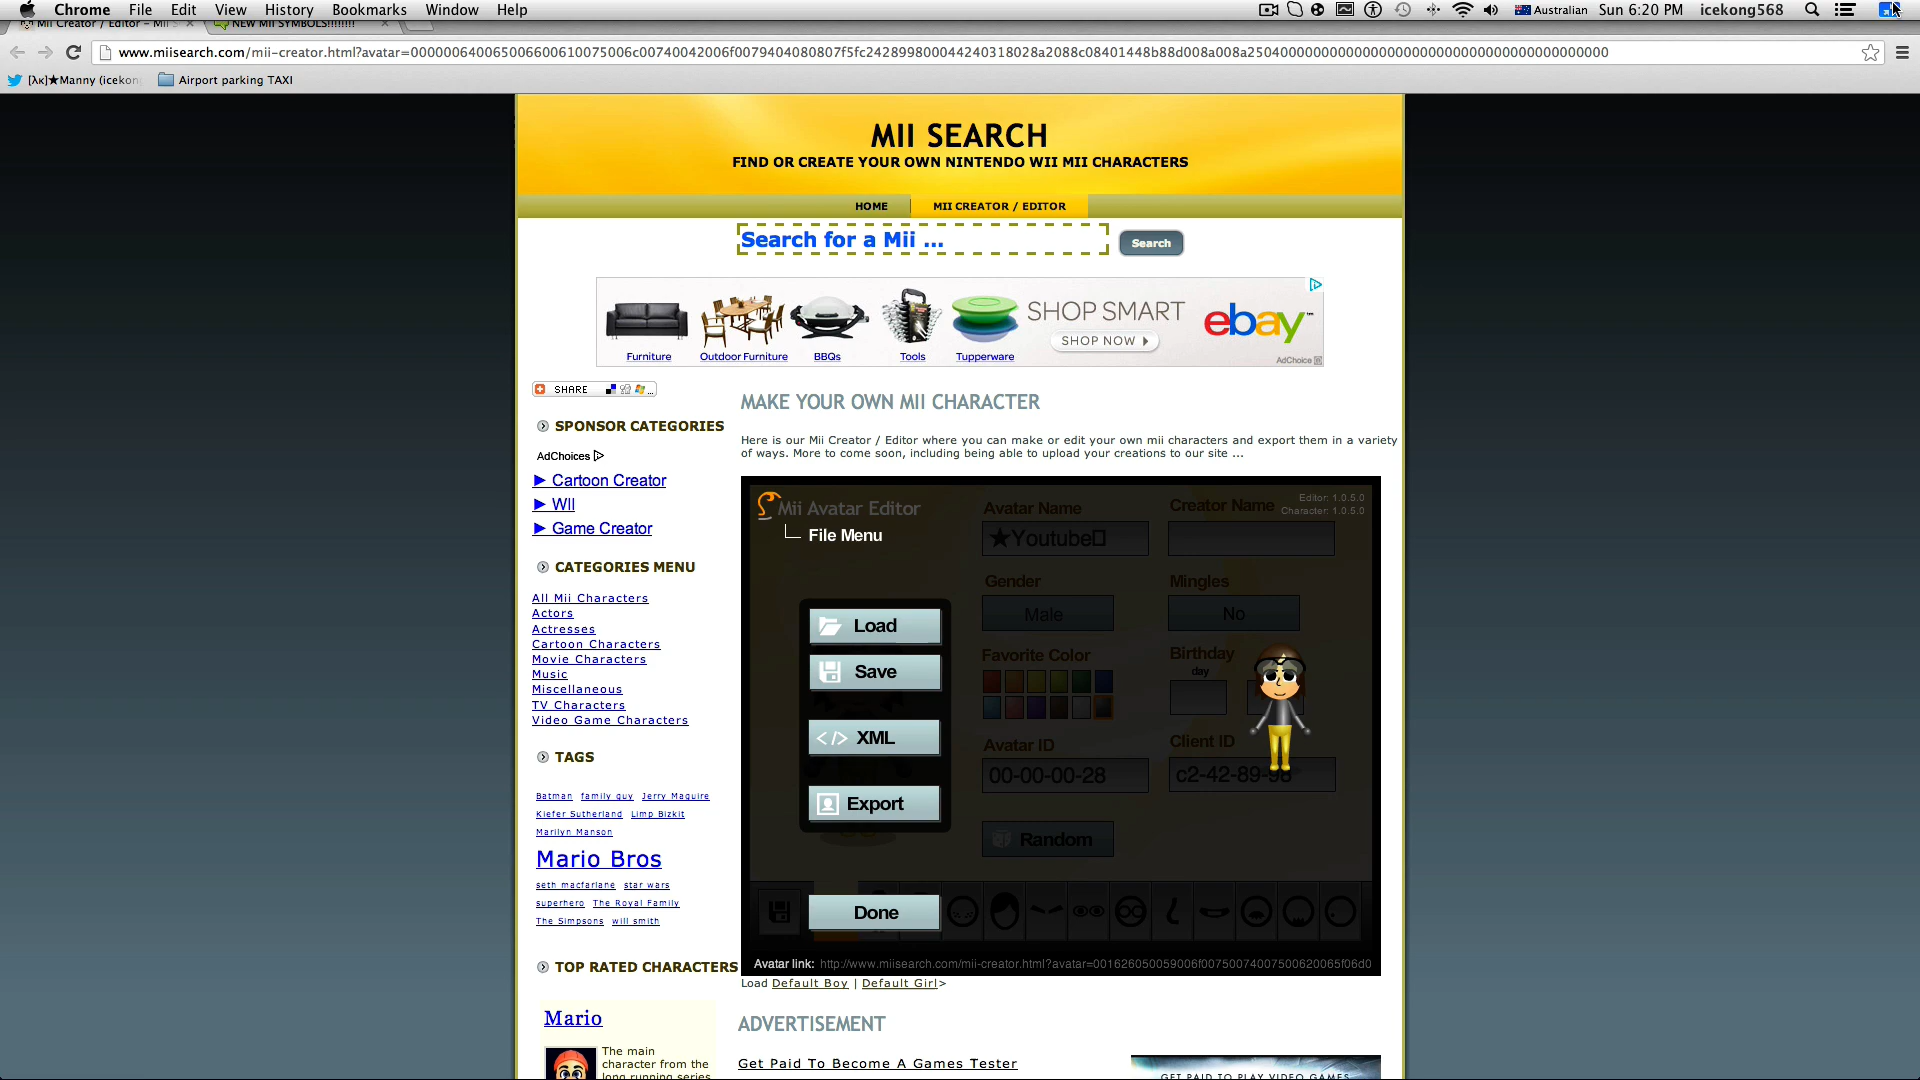 Chrome File Edit View History Bookmarks Window Help Australian Sun 6:20 PM icekong568
Mii Creator / Editor – Mii S NEW MII SYMBOLS!!!!!!!!
[λк]★Manny (icekon Airport parking TAXI
MII SEARCH
FIND OR CREATE YOUR OWN NINTENDO WII MII CHARACTERS
HOME MII CREATOR / EDITOR
Search for a Mii ... Search
SHOP SMART
SHOP NOW
ebay™
Furniture Outdoor Furniture BBQs Tools Tupperware
AdChoice
SHARE ...
MAKE YOUR OWN MII CHARACTER
Here is our Mii Creator / Editor where you can make or edit your own mii characters and export them in a variety
of ways. More to come soon, including being able to upload your creations to our site ...
SPONSOR CATEGORIES
AdChoices
► Cartoon Creator
► WII
► Game Creator
CATEGORIES MENU
All Mii Characters
Actors
Actresses
Cartoon Characters
Movie Characters
Music
Miscellaneous
TV Characters
Video Game Characters
TAGS
Batman family guy Jerry Maguire
Kiefer Sutherland Limp Bizkit
Marilyn Manson
Mario Bros
seth macfarlane star wars
superhero The Royal Family
The Simpsons will smith
TOP RATED CHARACTERS
Mario
The main
character from the
long running series
Mii Avatar Editor
File Menu
Editor: 1.0.5.0
Character: 1.0.5.0
Avatar Name Creator Name
★Youtube
Gender Mingles
Male No
Favorite Color Birthday
day
Avatar ID Client ID
00-00-00-28 c2-42-89-98
Random
Load
Save
</> XML
Export
Done
Avatar link: http://www.miisearch.com/mii-creator.html?avatar=001626050059006f00750074007500620065f06d0
Load Default Boy | Default Girl>
ADVERTISEMENT
Get Paid To Become A Games Tester
GET PAID TO PLAY VIDEO GAMES